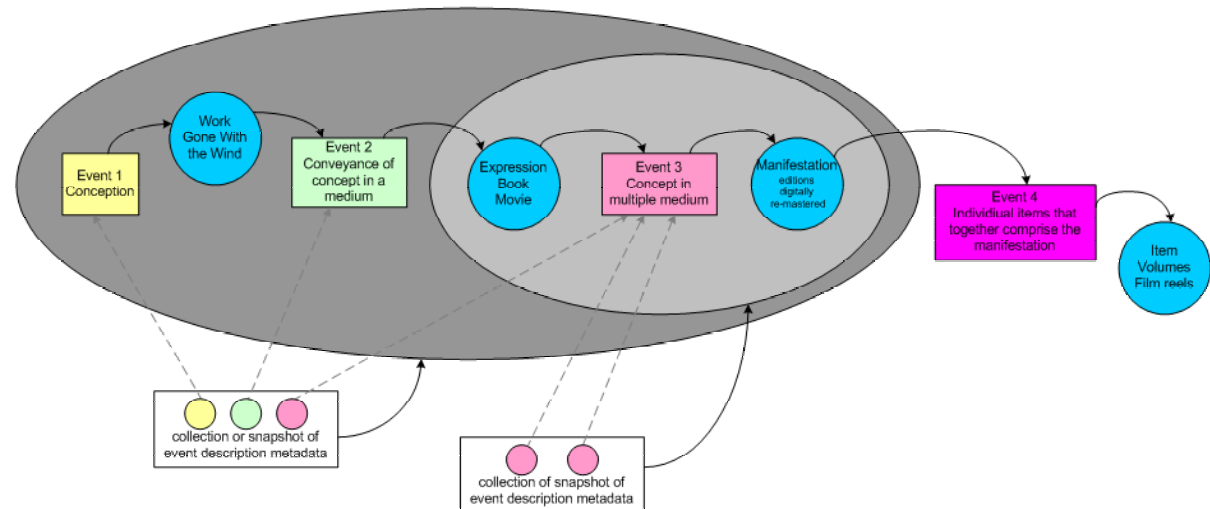 Event 1
Conception
Work
Gone With
the Wind
Event 2
Conveyance of
concept in a
medium
Expression
Book
Movie
Event 3
Concept in
multiple medium
Manifestation
editions
digitally
re-mastered
Event 4
Individiual items that
together comprise the
manifestation
Item
Volumes
Film reels
collection or snapshot of
event description metadata
collection of snapshot of
event description metadata